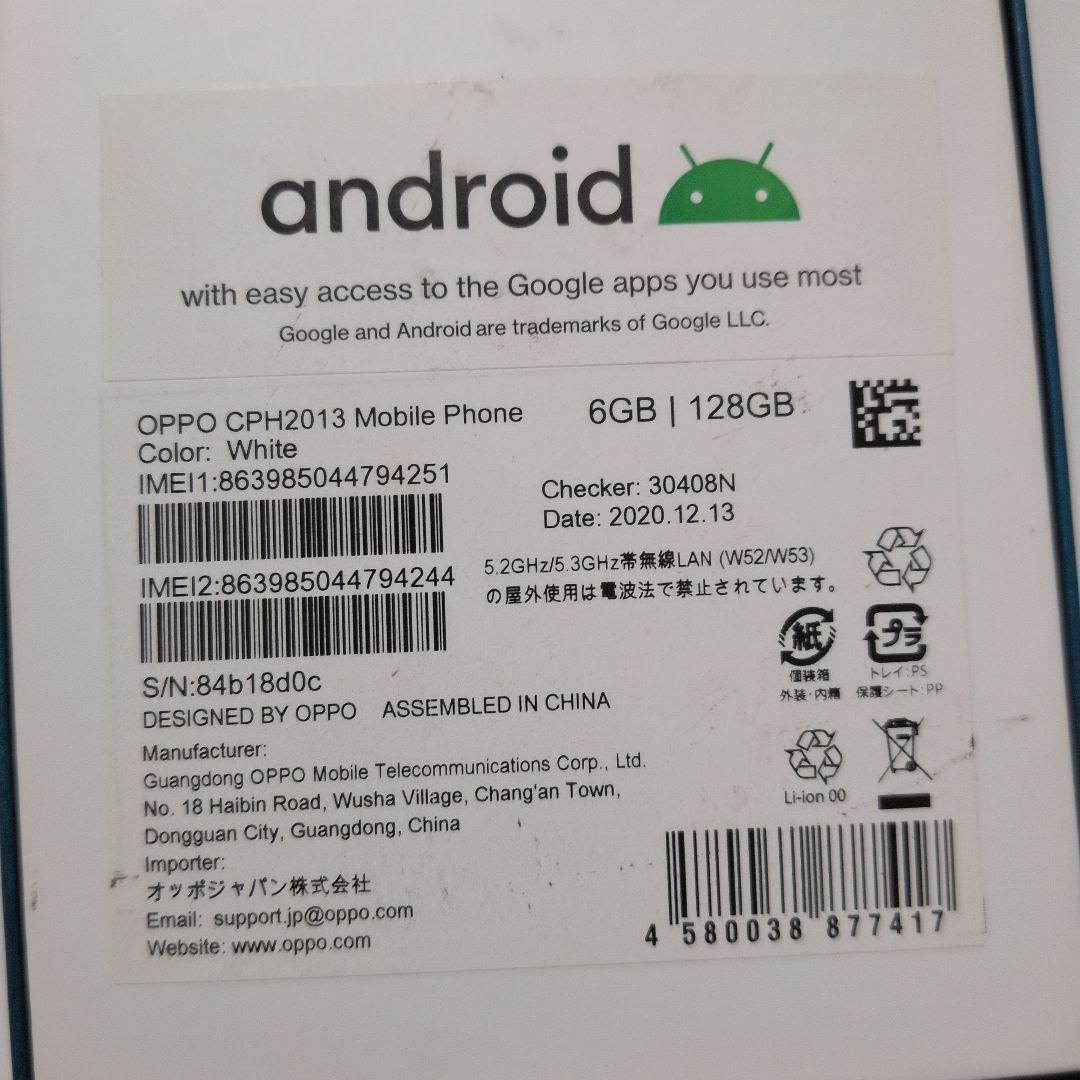 android
with easy access to the Google apps you use most
Google and Android are trademarks of Google LLC.
OPPO CPH2013 Mobile Phone 6GB | 128GB
Color: White
IMEI1:863985044794251
Checker: 30408N
Date: 2020.12.13
IMEI2:863985044794244
5.2GHz/5.3GHz帯無線LAN (W52/W53)
の屋外使用は電波法で禁止されています。
紙
個装箱
外装・内箱
プラ
トレイ:PS
保護シート:PP
S/N:84b18d0c
DESIGNED BY OPPO ASSEMBLED IN CHINA
Manufacturer:
Guangdong OPPO Mobile Telecommunications Corp., Ltd.
No. 18 Haibin Road, Wusha Village, Chang'an Town,
Dongguan City, Guangdong, China
Li-ion 00
Importer:
オッポジャパン株式会社
Email: support.jp@oppo.com
Website: www.oppo.com
4 580038 877417